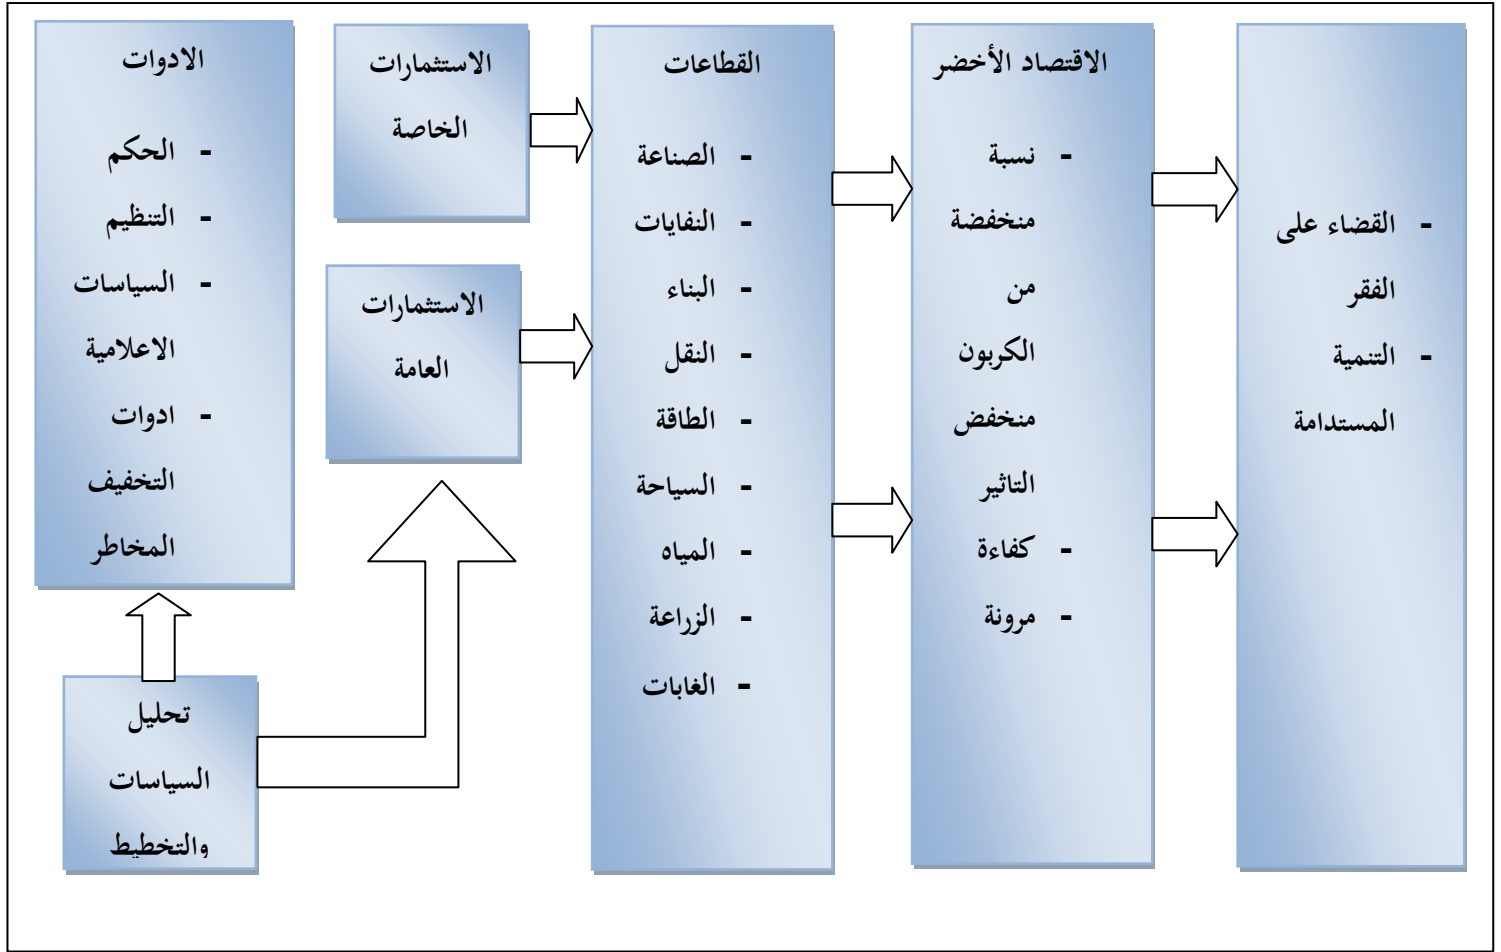 الادوات
- الحكم
- التنظيم
- السياسات
الاعلامية
- ادوات
التخفيف
المخاطر
تحليل
السياسات
والتخطيط
الاستثمارات
الخاصة
الاستثمارات
العامة
القطاعات
- الصناعة
- النفايات
- البناء
- النقل
- الطاقة
- السياحة
- المياه
- الزراعة
- الغابات
الاقتصاد الأخضر
- نسبة
منخفضة
من
الكربون
منخفض
التاثير
- كفاءة
- مرونة
- القضاء على
الفقر
- التنمية
المستدامة